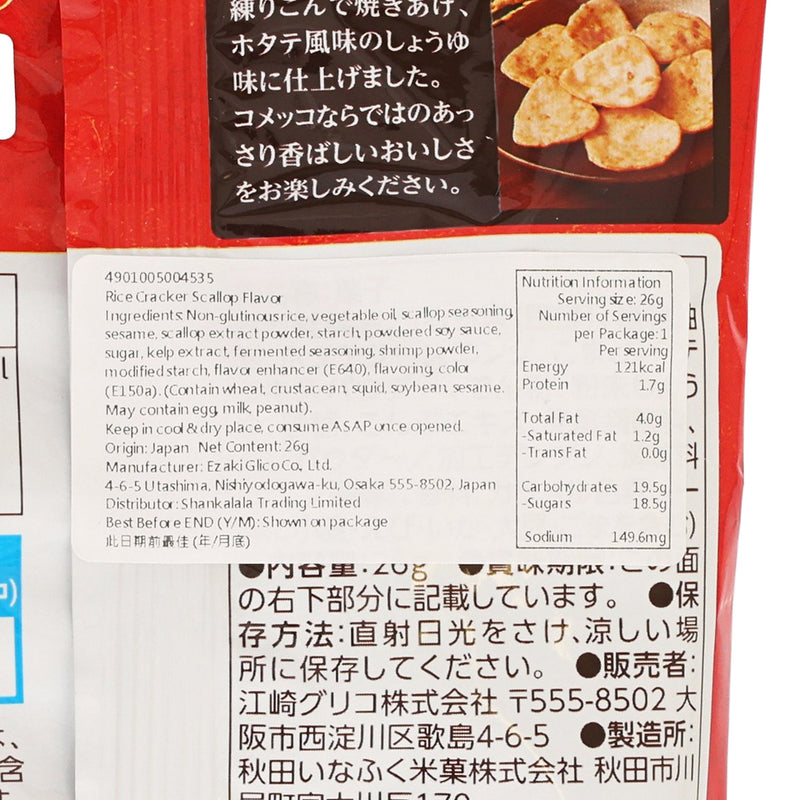 練りこんで焼きあげ、
ホタテ風味のしょうゆ
味に仕上げました。
コメッコならではのあっ
さり香ばしいおいしさ
をお楽しみください。
4901005004535
Rice Cracker Scallop Flavor
Ingredients: Non-glutinous rice, vegetable oil, scallop seasoning,
sesame, scallop extract powder, starch, powdered soy sauce,
sugar, kelp extract, fermented seasoning, shrimp powder,
modified starch, flavor enhancer (E640), flavoring, color
(E150a). (Contain wheat, crustacean, squid, soybean, sesame.
May contain egg, milk, peanut).
Keep in cool & dry place, consume ASAP once opened.
Origin: Japan Net Content: 26g
Manufacturer: Ezaki Glico Co., Ltd.
4-6-5 Utashima, Nishiyodogawa-ku, Osaka 555-8502, Japan
Distributor: Shankalala Trading Limited
Best Before END (Y/M): Shown on package
此日期前最佳 (年/月底)
Nutrition Information
Serving size: 26g
Number of Servings
per Package: 1
Per serving
Energy 121kcal
Protein 1.7g
Total Fat 4.0g
-Saturated Fat 1.2g
-Trans Fat 0.0g
Carbohydrates 19.5g
-Sugars 18.5g
Sodium 149.6mg
●内容量:26g ●賞味期限:この面
の右下部分に記載しています。 ●保
存方法:直射日光をさけ、涼しい場
所に保存してください。 ●販売者:
江崎グリコ株式会社 〒555-8502 大
阪市西淀川区歌島4-6-5 ●製造所:
秋田いなふく米菓株式会社 秋田市川